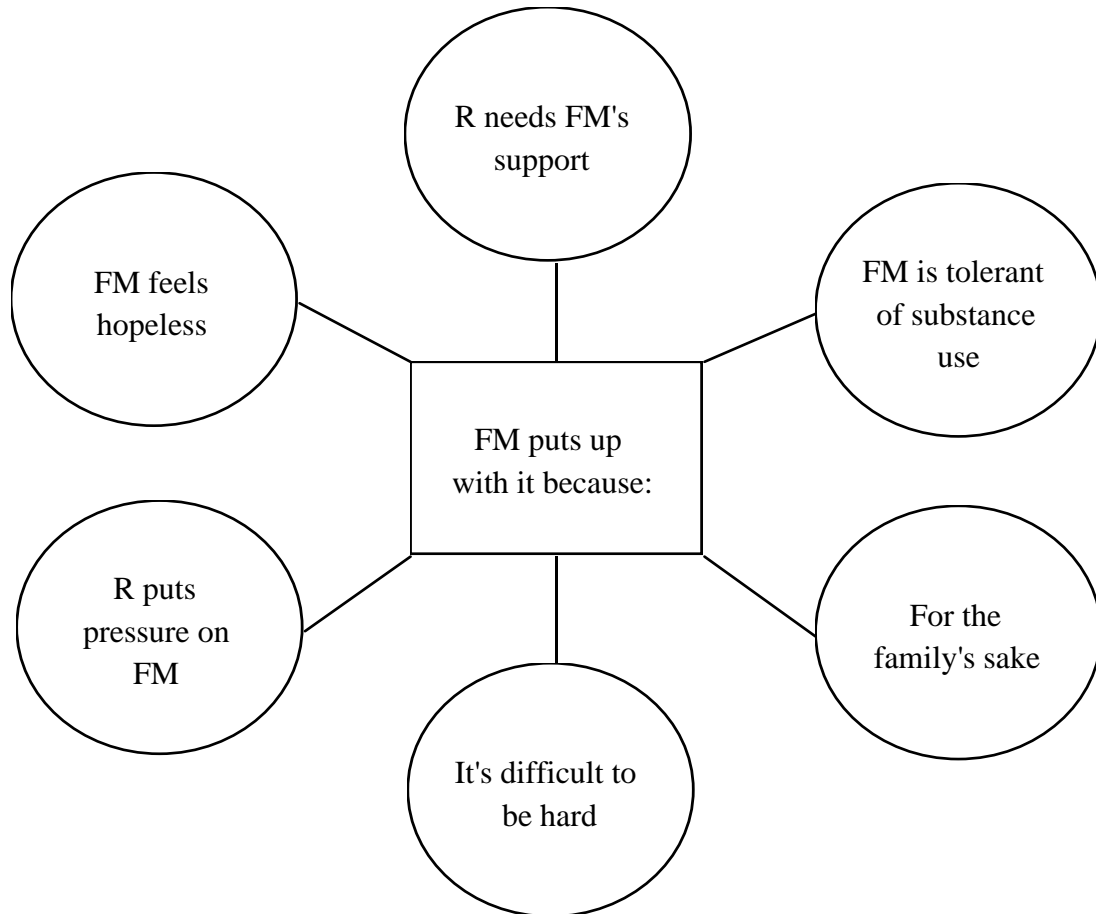 R needs FM's
support
FM feels
hopeless
FM is tolerant
of substance
use
FM puts up
with it because:
R puts
pressure on
FM
For the
family's sake
It's difficult to
be hard